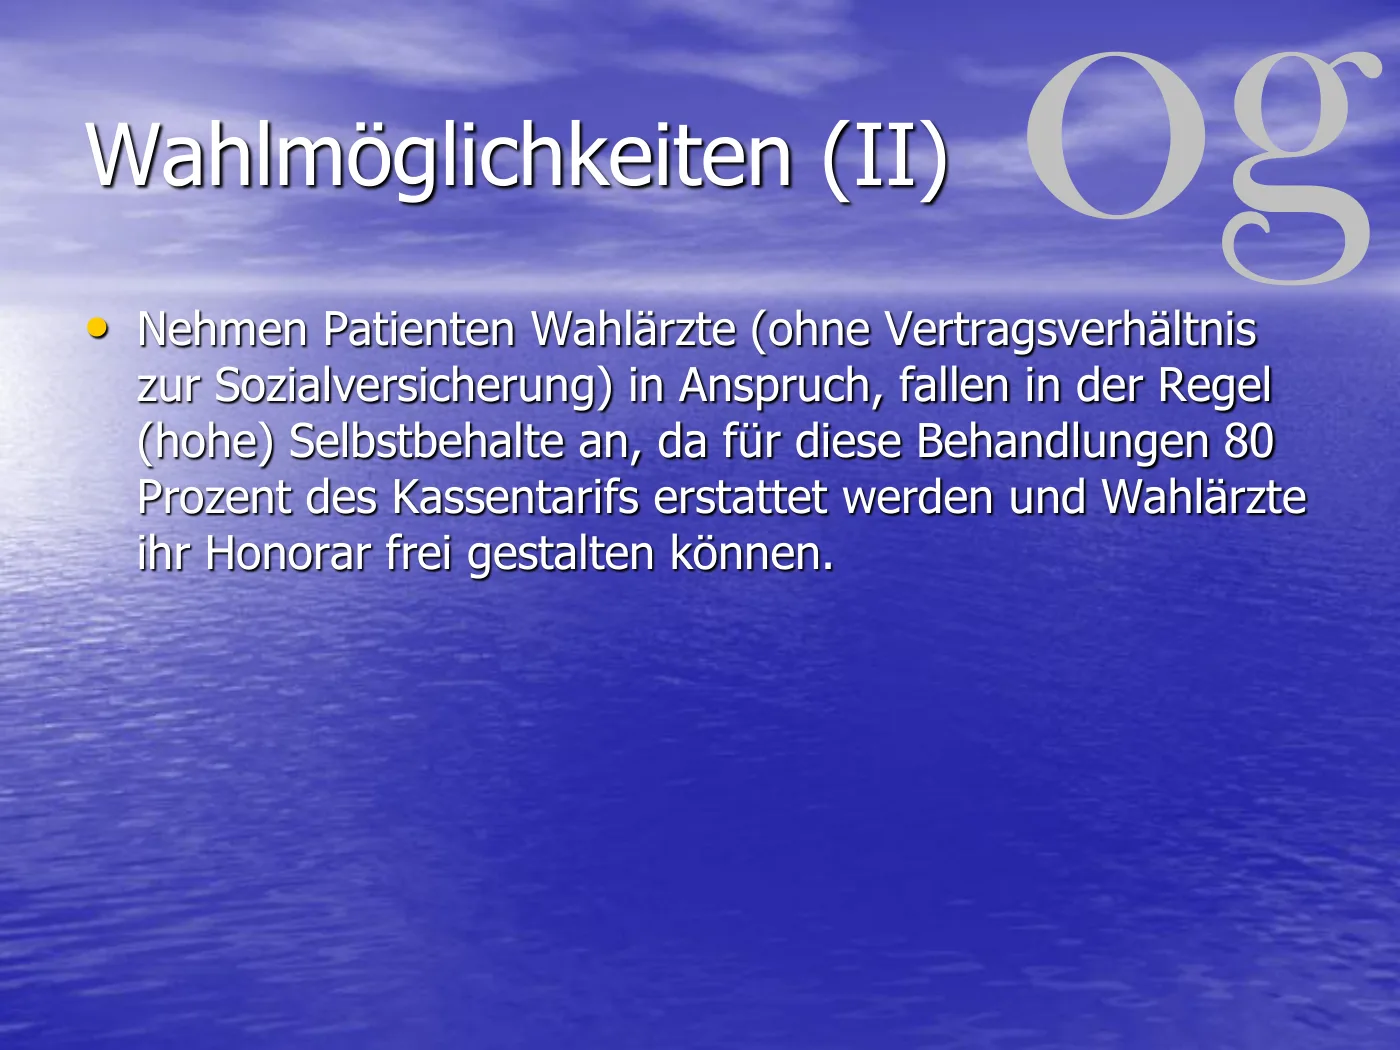 og
Wahlmöglichkeiten (II)
• Nehmen Patienten Wahlärzte (ohne Vertragsverhältnis
zur Sozialversicherung) in Anspruch, fallen in der Regel
(hohe) Selbstbehalte an, da für diese Behandlungen 80
Prozent des Kassentarifs erstattet werden und Wahlärzte
ihr Honorar frei gestalten können.